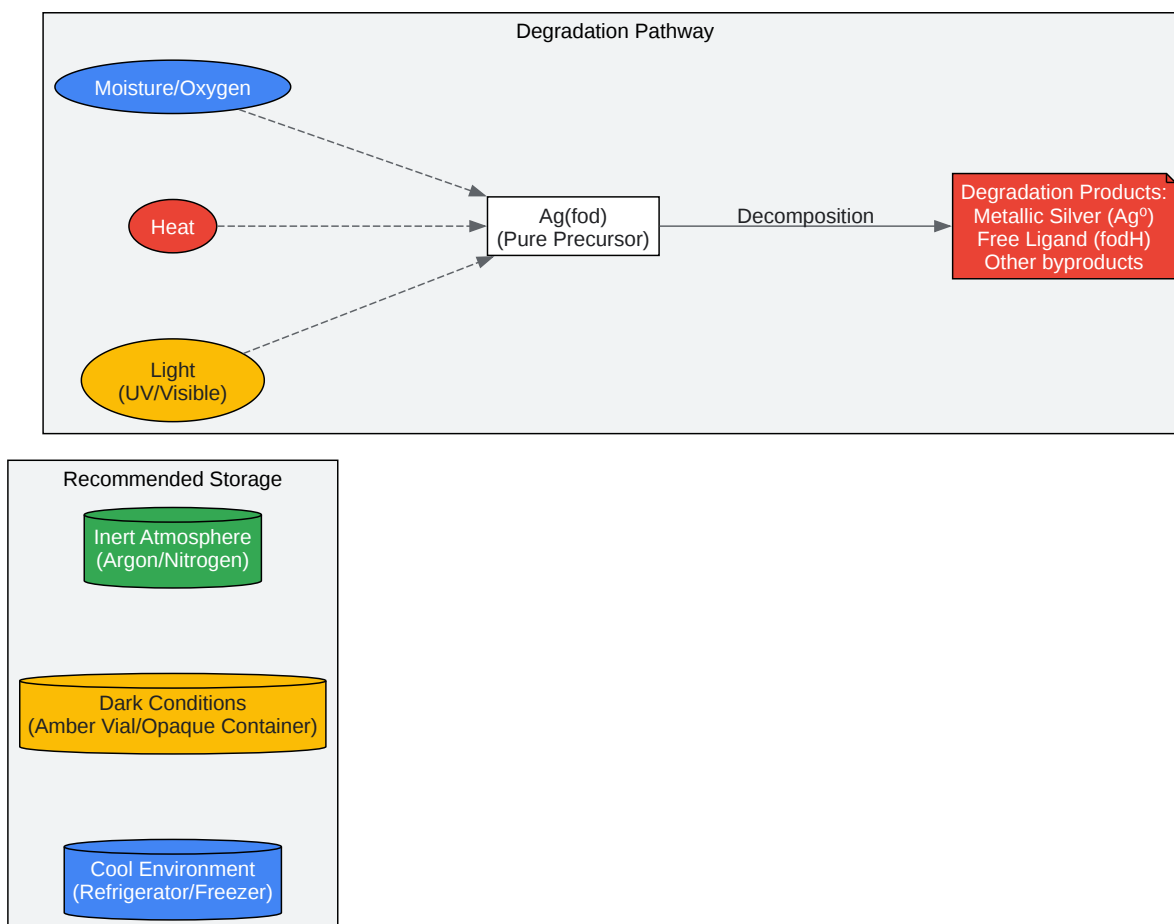 Degradation Pathway
Moisture/Oxygen
Heat
Light
(UV/Visible)
Ag(fod)
(Pure Precursor)
Decomposition
Degradation Products:
Metallic Silver (Ag⁰)
Free Ligand (fodH)
Other byproducts
Recommended Storage
Inert Atmosphere
(Argon/Nitrogen)
Dark Conditions
(Amber Vial/Opaque Container)
Cool Environment
(Refrigerator/Freezer)